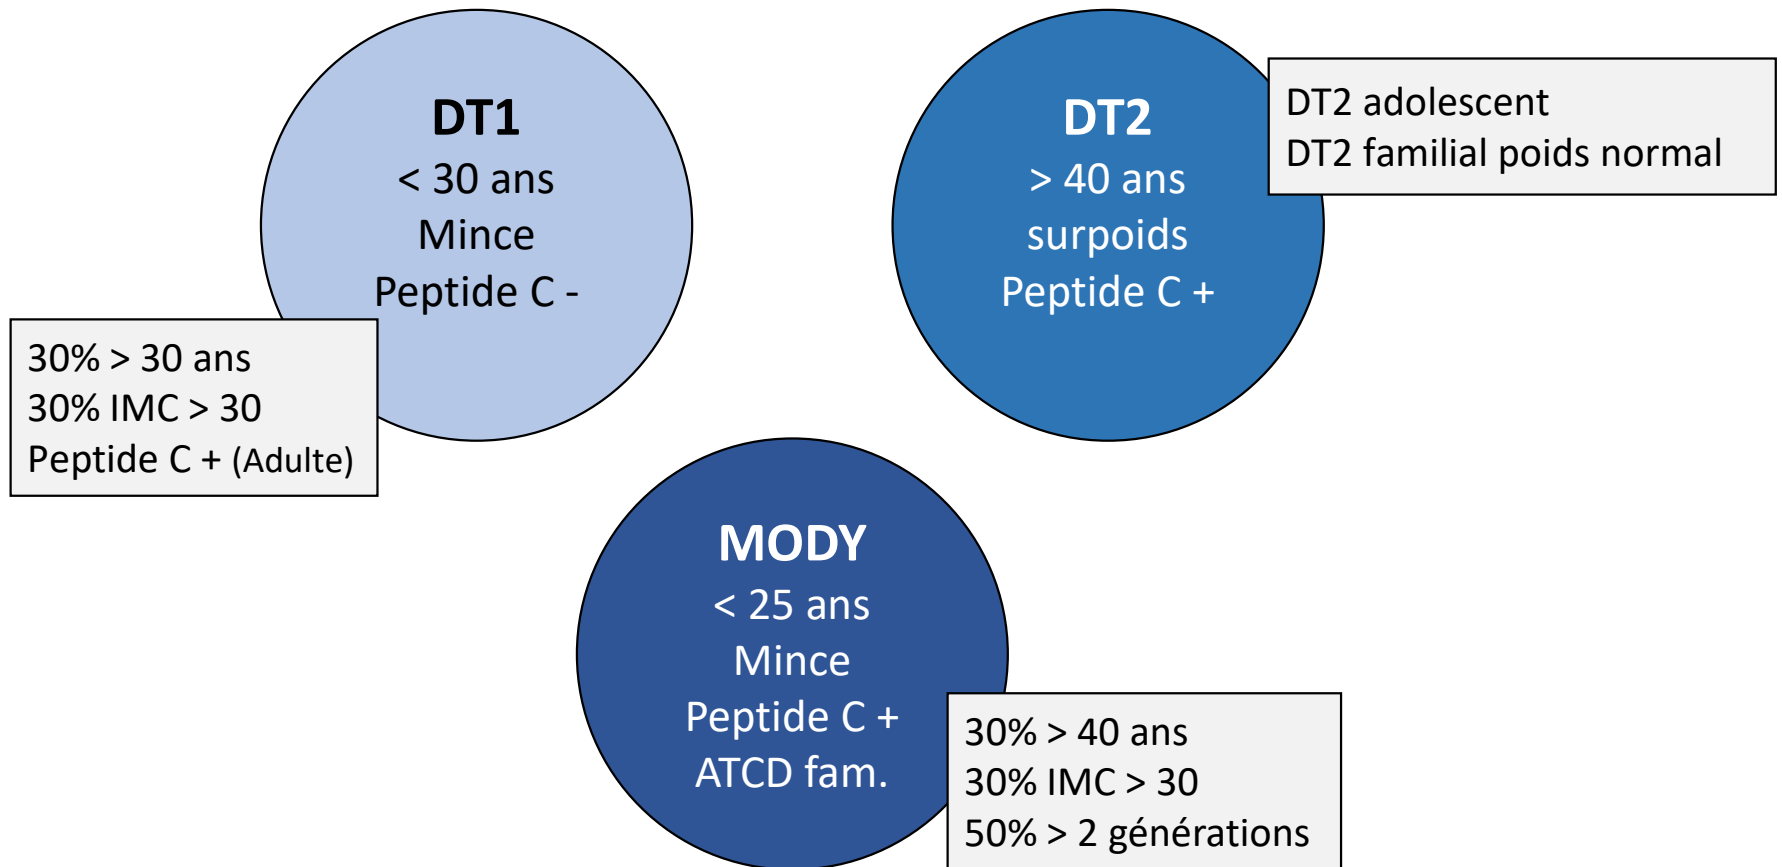 DT1
< 30 ans
Mince
Peptide C -
30% > 30 ans
30% IMC > 30
Peptide C + (Adulte)
DT2
> 40 ans
surpoids
Peptide C +
DT2 adolescent
DT2 familial poids normal
MODY
< 25 ans
Mince
Peptide C +
ATCD fam.
30% > 40 ans
30% IMC > 30
50% > 2 générations